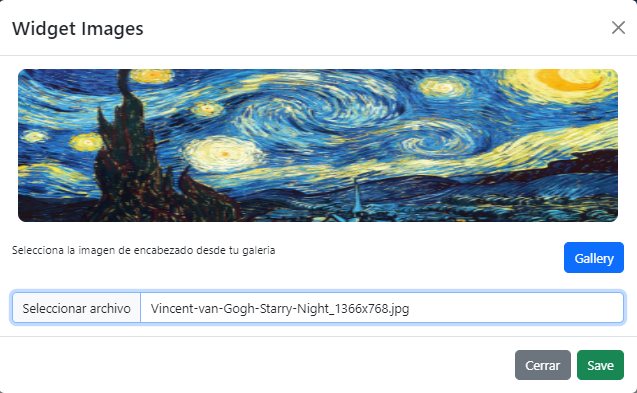 Widget Images
Selecciona la imagen de encabezado desde tu galeria
Gallery
Seleccionar archivo Vincent-van-Gogh-Starry-Night_1366x768.jpg
Cerrar Save